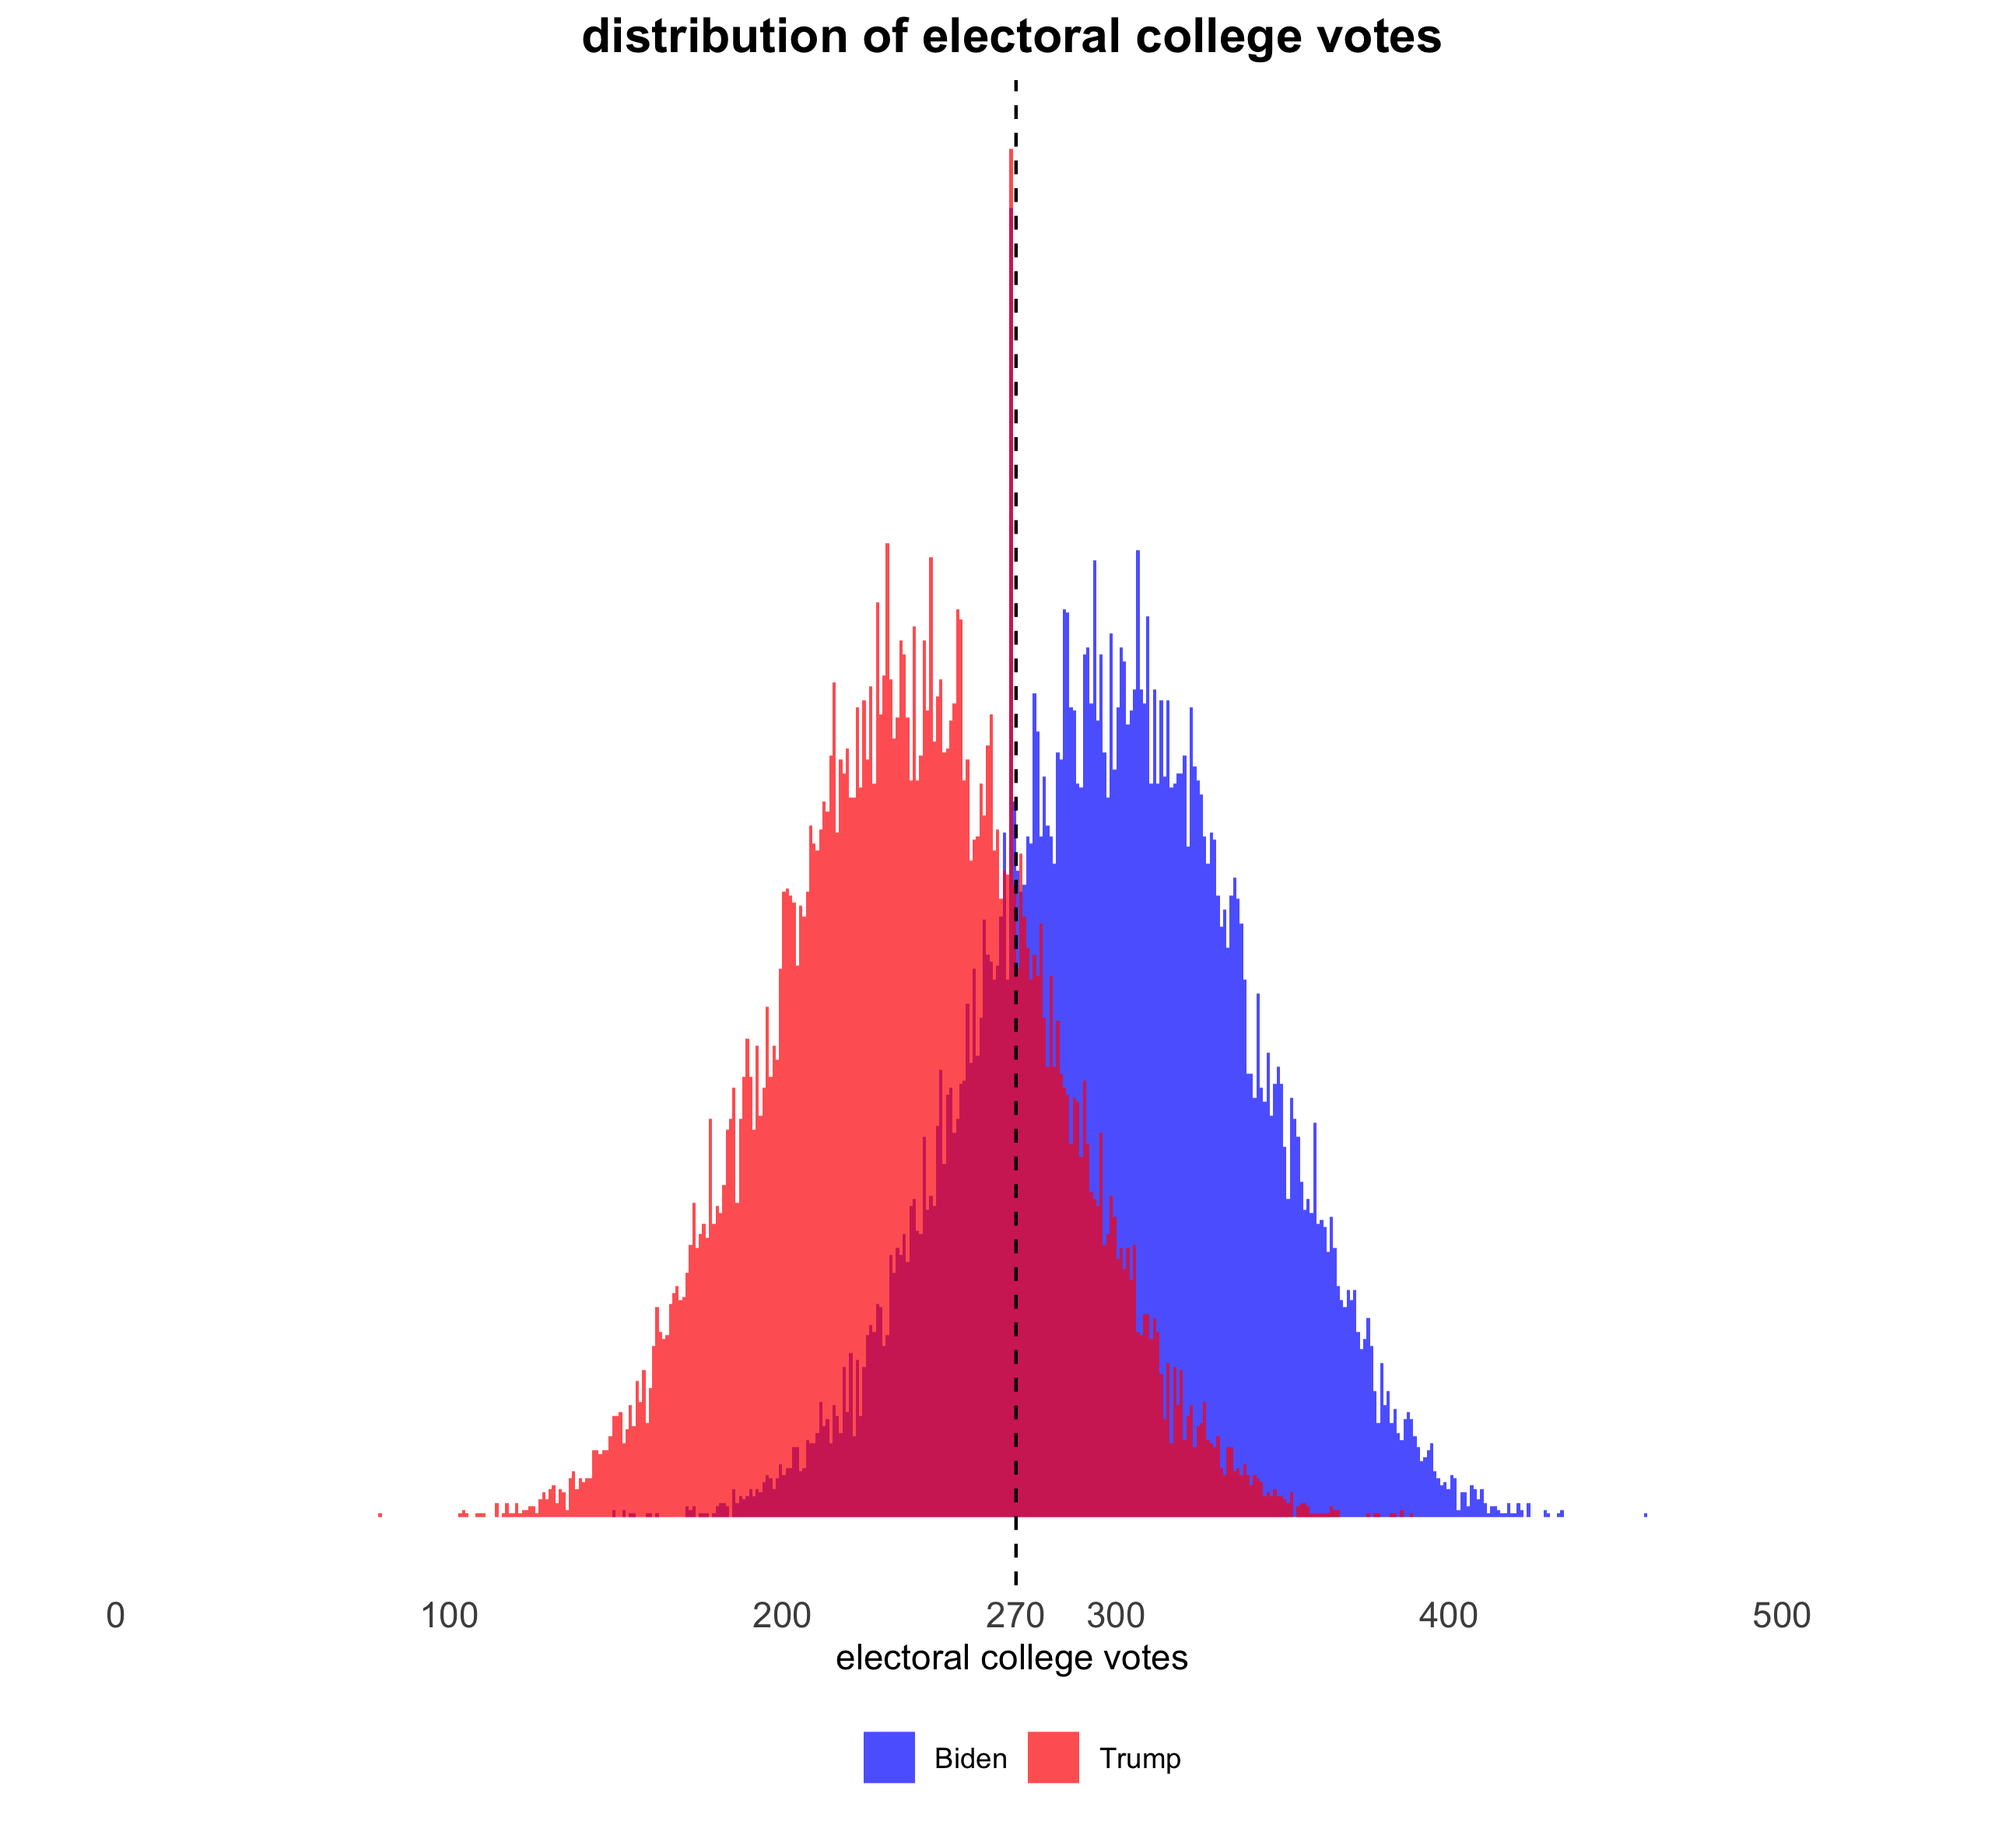 distribution of electoral college votes
0 100 200 270 300 400 500
electoral college votes
Biden Trump